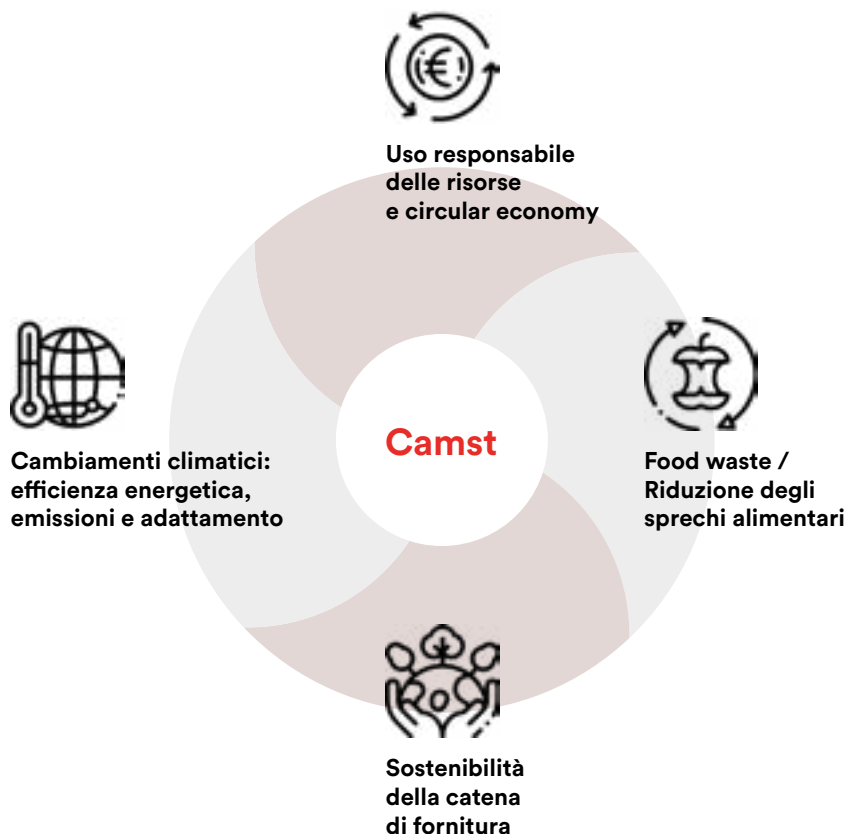 Uso responsabile
delle risorse
e circular economy
Cambiamenti climatici:
efficienza energetica,
emissioni e adattamento
Camst
Food waste /
Riduzione degli
sprechi alimentari
Sostenibilità
della catena
di fornitura